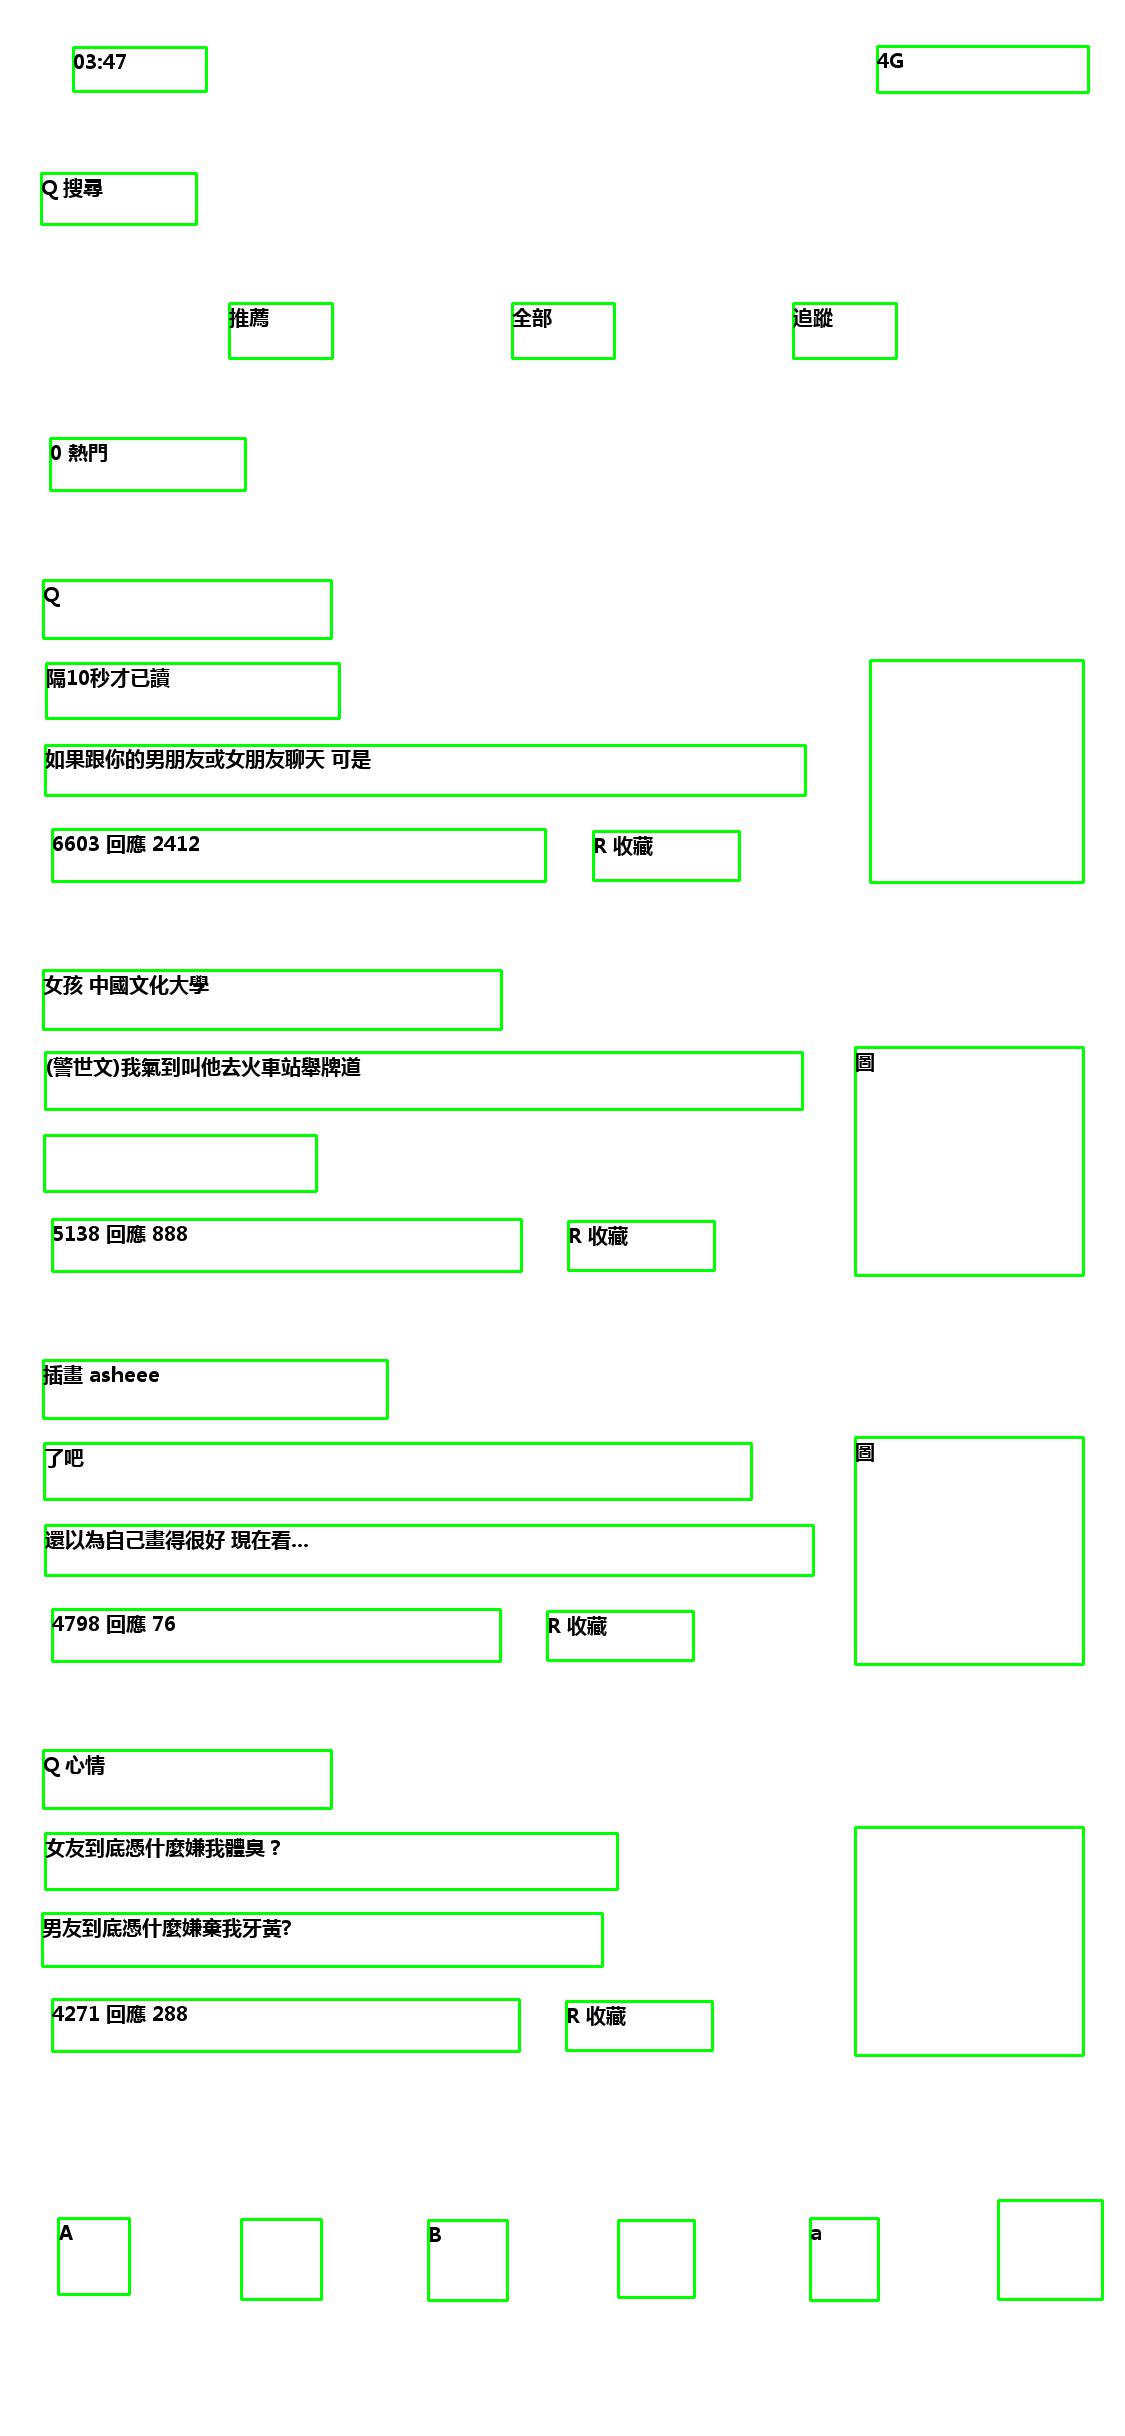 03:47 4G
Q 搜尋
推薦 全部 追蹤
0 熱門
Q
隔10秒才已讀
如果跟你的男朋友或女朋友聊天 可是
6603 回應 2412 R 收藏
女孩 中國文化大學
(警世文)我氣到叫他去火車站舉牌道
圖
5138 回應 888 R 收藏
插畫 asheee
了吧
圖
還以為自己畫得很好 現在看...
4798 回應 76 R 收藏
Q 心情
女友到底憑什麼嫌我體臭？
男友到底憑什麼嫌棄我牙黃?
4271 回應 288 R 收藏
A B a